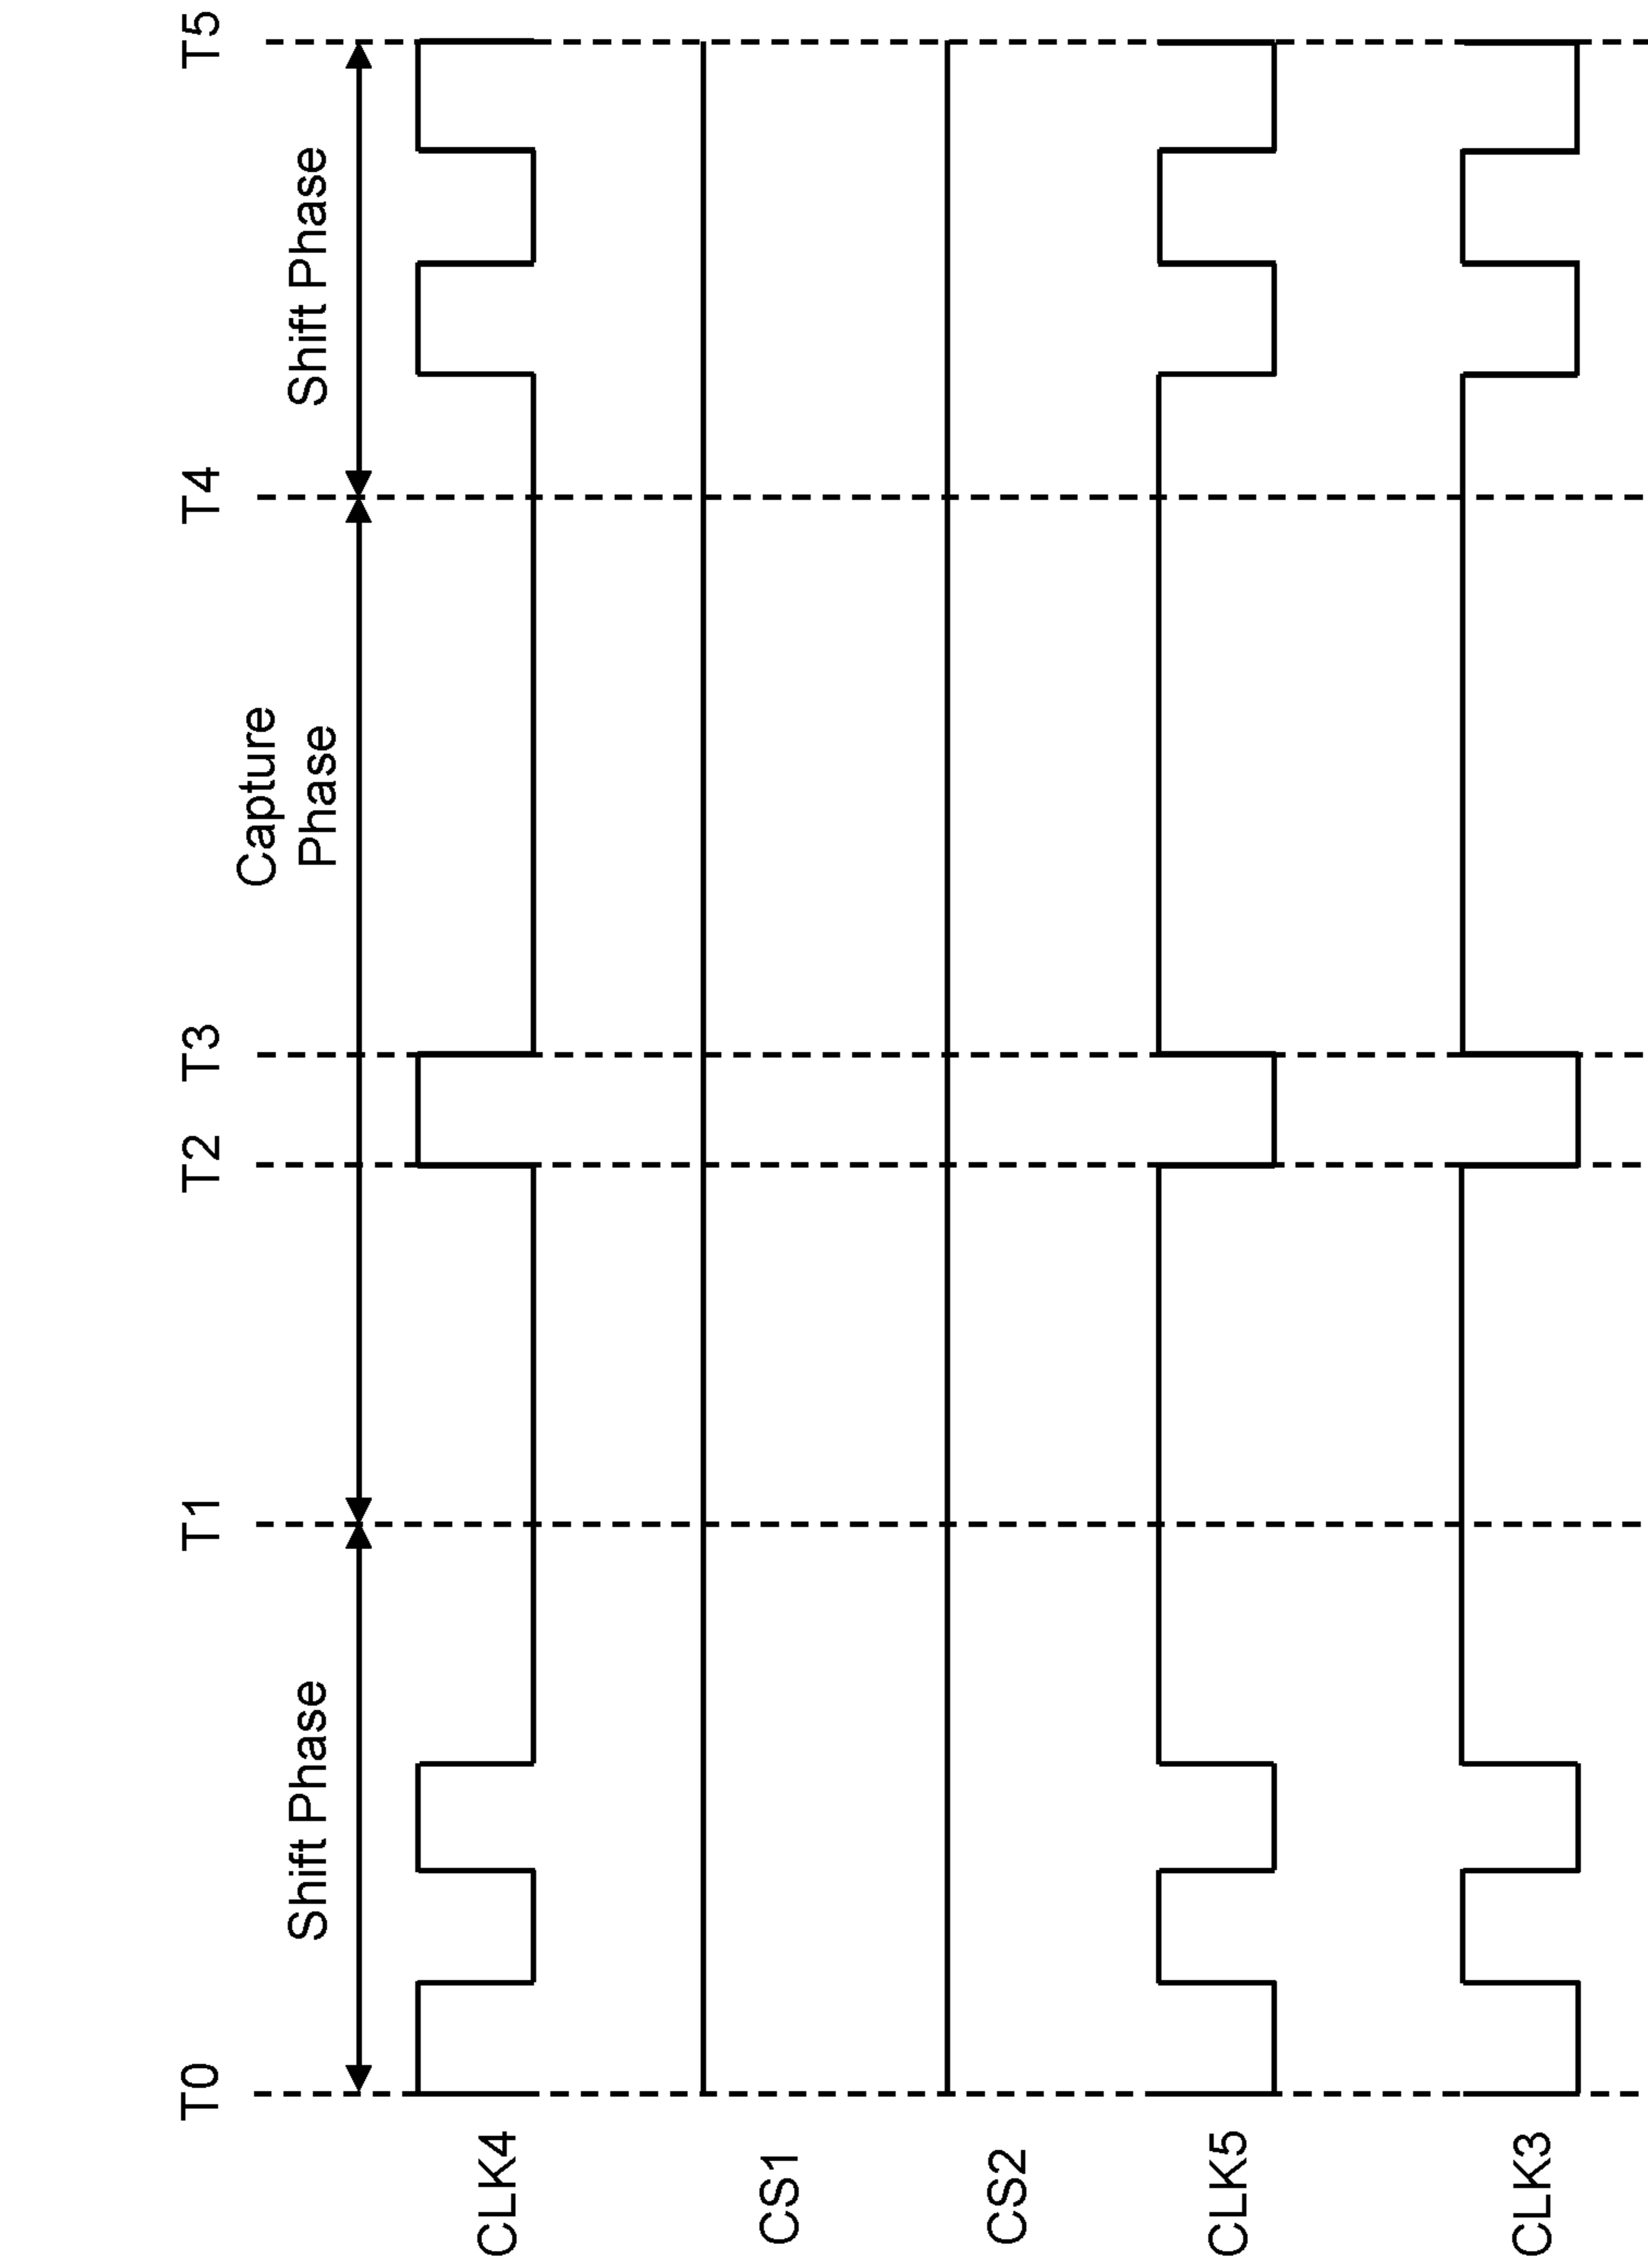 T0
T1
T2
T3
T4
T5
Shift Phase
Capture
Phase
Shift Phase
CLK4
CS1
CS2
CLK5
CLK3